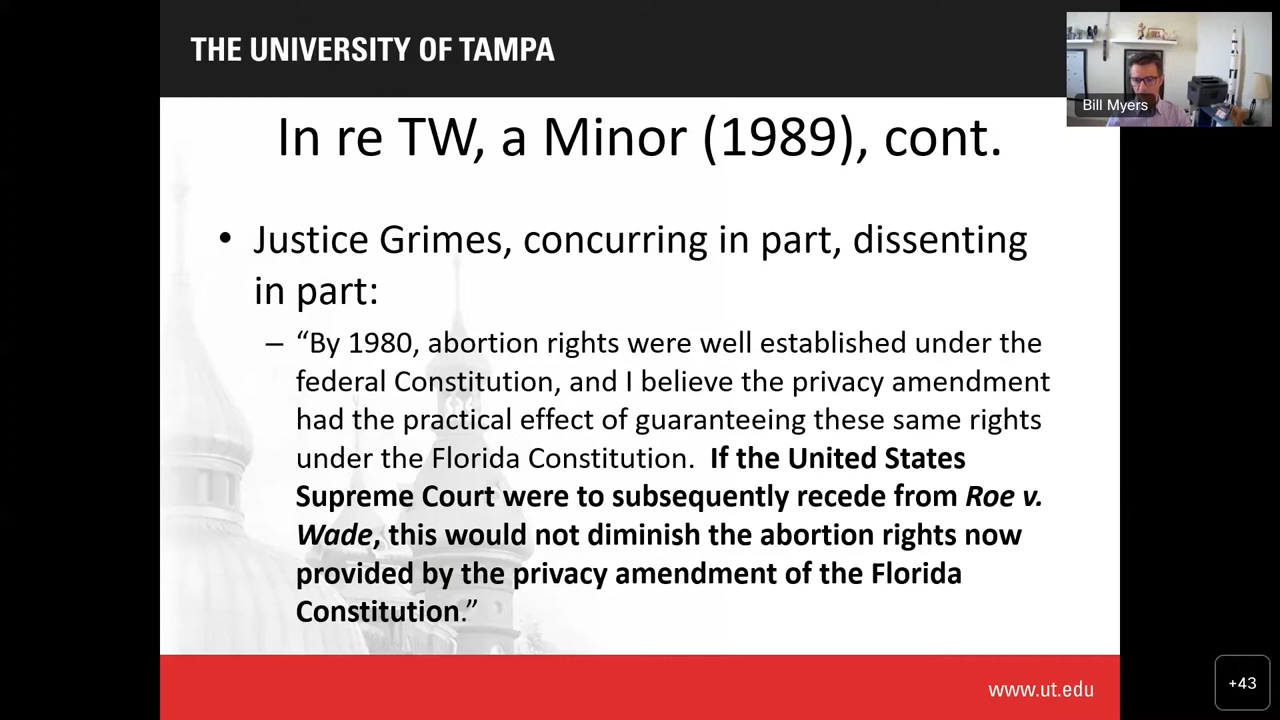 THE UNIVERSITY OF TAMPA
Bill Myers
In re TW, a Minor (1989), cont.
• Justice Grimes, concurring in part, dissenting
in part:
– “By 1980, abortion rights were well established under the
federal Constitution, and I believe the privacy amendment
had the practical effect of guaranteeing these same rights
under the Florida Constitution. If the United States
Supreme Court were to subsequently recede from Roe v.
Wade, this would not diminish the abortion rights now
provided by the privacy amendment of the Florida
Constitution.”
www.ut.edu
+43